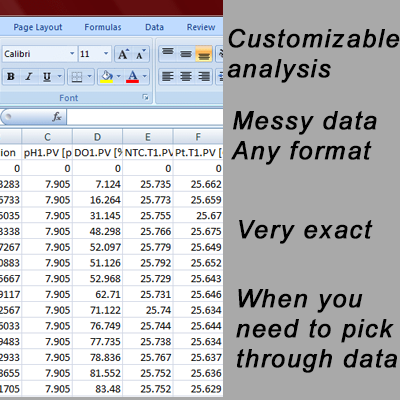 Page Layout Formulas Data Review
Calibri 11 A A
B I U A
Font
fx
C D E F
ion pH1.PV [p DO1.PV [% NTC.T1.PV Pt.T1.PV [
0 0 0 0
3283 7.905 7.124 25.735 25.662
6733 7.905 16.264 25.773 25.659
6035 7.905 31.145 25.755 25.67
3338 7.905 48.298 25.766 25.675
7267 7.905 52.097 25.779 25.649
0883 7.905 51.126 25.792 25.652
5667 7.905 52.968 25.729 25.643
9117 7.905 62.71 25.731 25.646
2567 7.905 71.122 25.74 25.634
6033 7.905 76.749 25.744 25.644
9483 7.905 77.735 25.738 25.634
2933 7.905 78.836 25.767 25.637
3655 7.905 81.552 25.752 25.636
1705 7.905 83.48 25.752 25.629
Customizable
analysis
Messy data
Any format
Very exact
When you
need to pick
through data